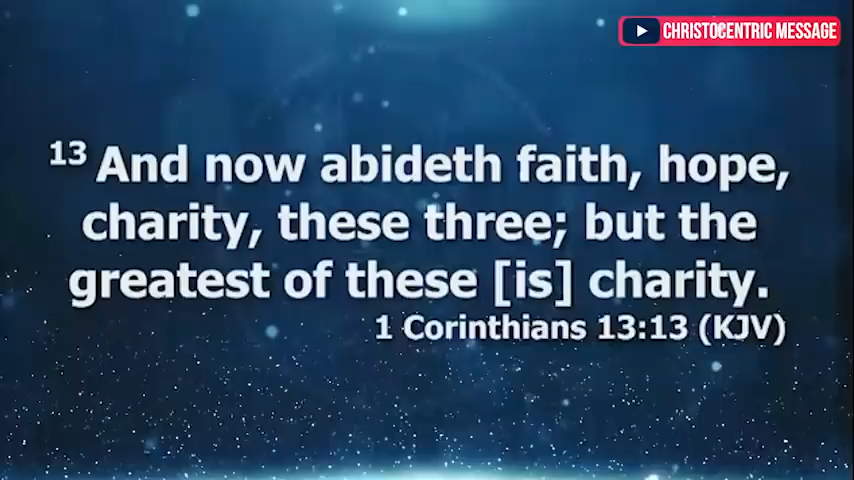 CHRISTOCENTRIC MESSAGE
13 And now abideth faith, hope,
charity, these three; but the
greatest of these [is] charity.
1 Corinthians 13:13 (KJV)